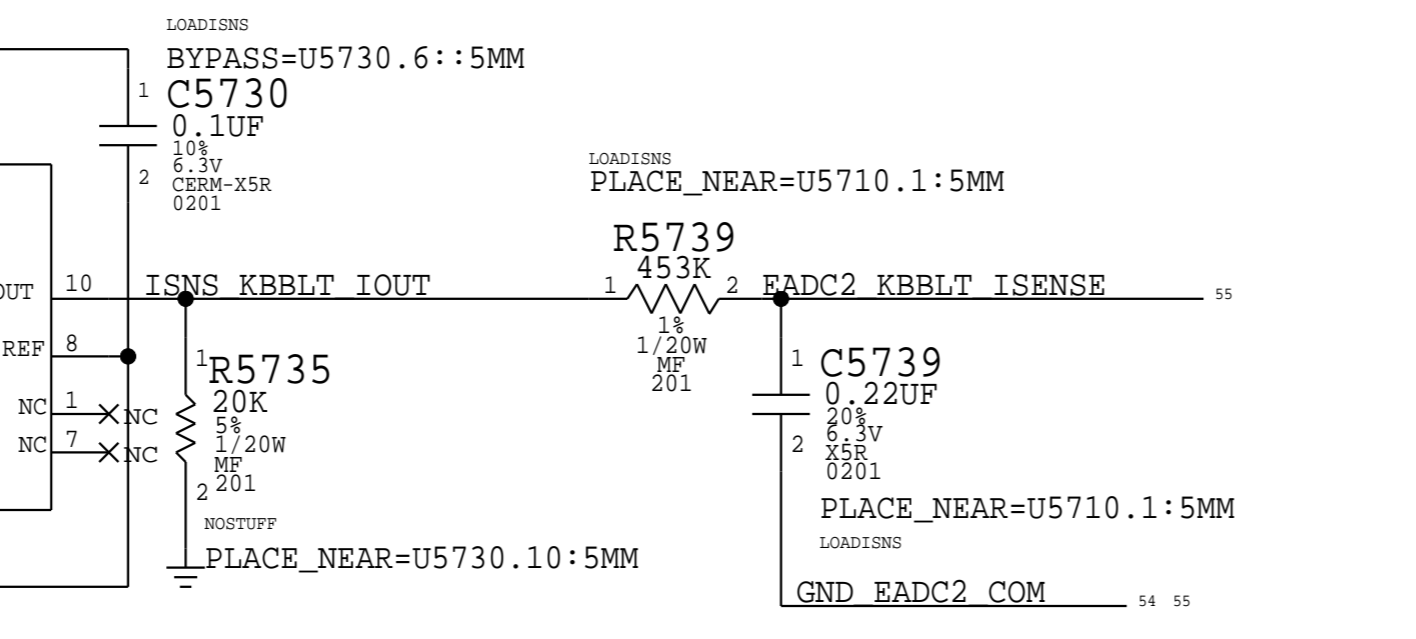 LOADISNS
BYPASS=U5730.6::5MM
1
C5730
0.1UF
10%
6.3V
2
CERM-X5R
0201
LOADISNS
PLACE_NEAR=U5710.1:5MM
R5739
453K
1
2
1%
1/20W
MF
201
OUT
10
ISNS_KBBLT_IOUT
EADC2_KBBLT_ISENSE
55
REF
8
NC
1
NC
NC
7
NC
1
R5735
20K
5%
1/20W
MF
201
2
NOSTUFF
PLACE_NEAR=U5730.10:5MM
1
C5739
0.22UF
20%
6.3V
2
X5R
0201
PLACE_NEAR=U5710.1:5MM
LOADISNS
GND_EADC2_COM
54 55